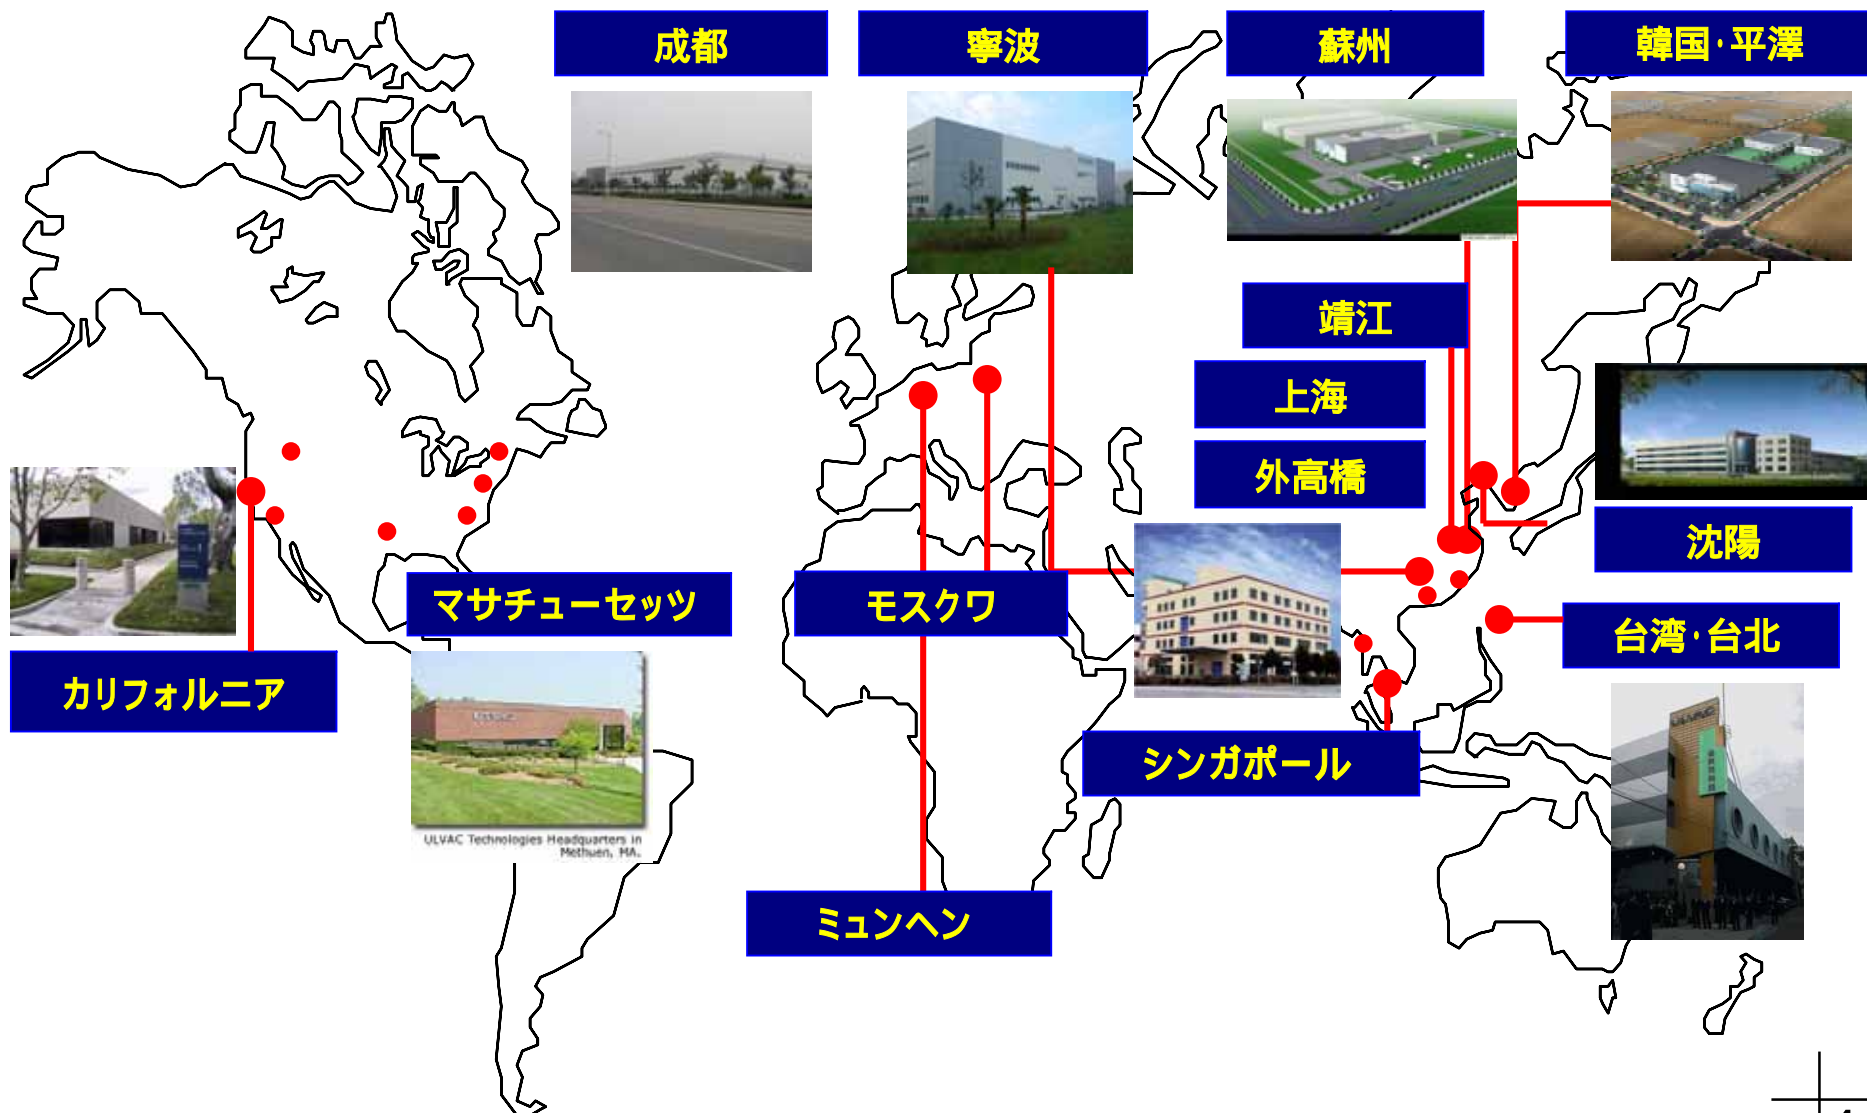 成都
寧波
蘇州
韓国・平澤
靖江
上海
外高橋
沈陽
マサチューセッツ
モスクワ
台湾・台北
カリフォルニア
シンガポール
ULVAC
ULVAC Technologies Headquarters in
Methuen, MA.
ミュンヘン